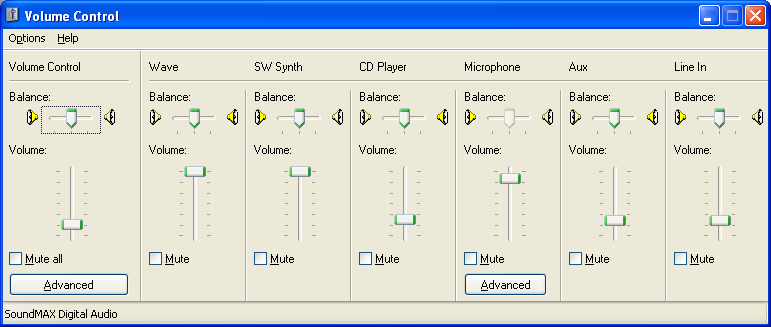 Volume Control
Options Help
Volume Control Wave SW Synth CD Player Microphone Aux Line In
Balance: Balance: Balance: Balance: Balance: Balance: Balance:
Volume: Volume: Volume: Volume: Volume: Volume: Volume:
Mute all Mute Mute Mute Mute Mute Mute
Advanced Advanced
SoundMAX Digital Audio